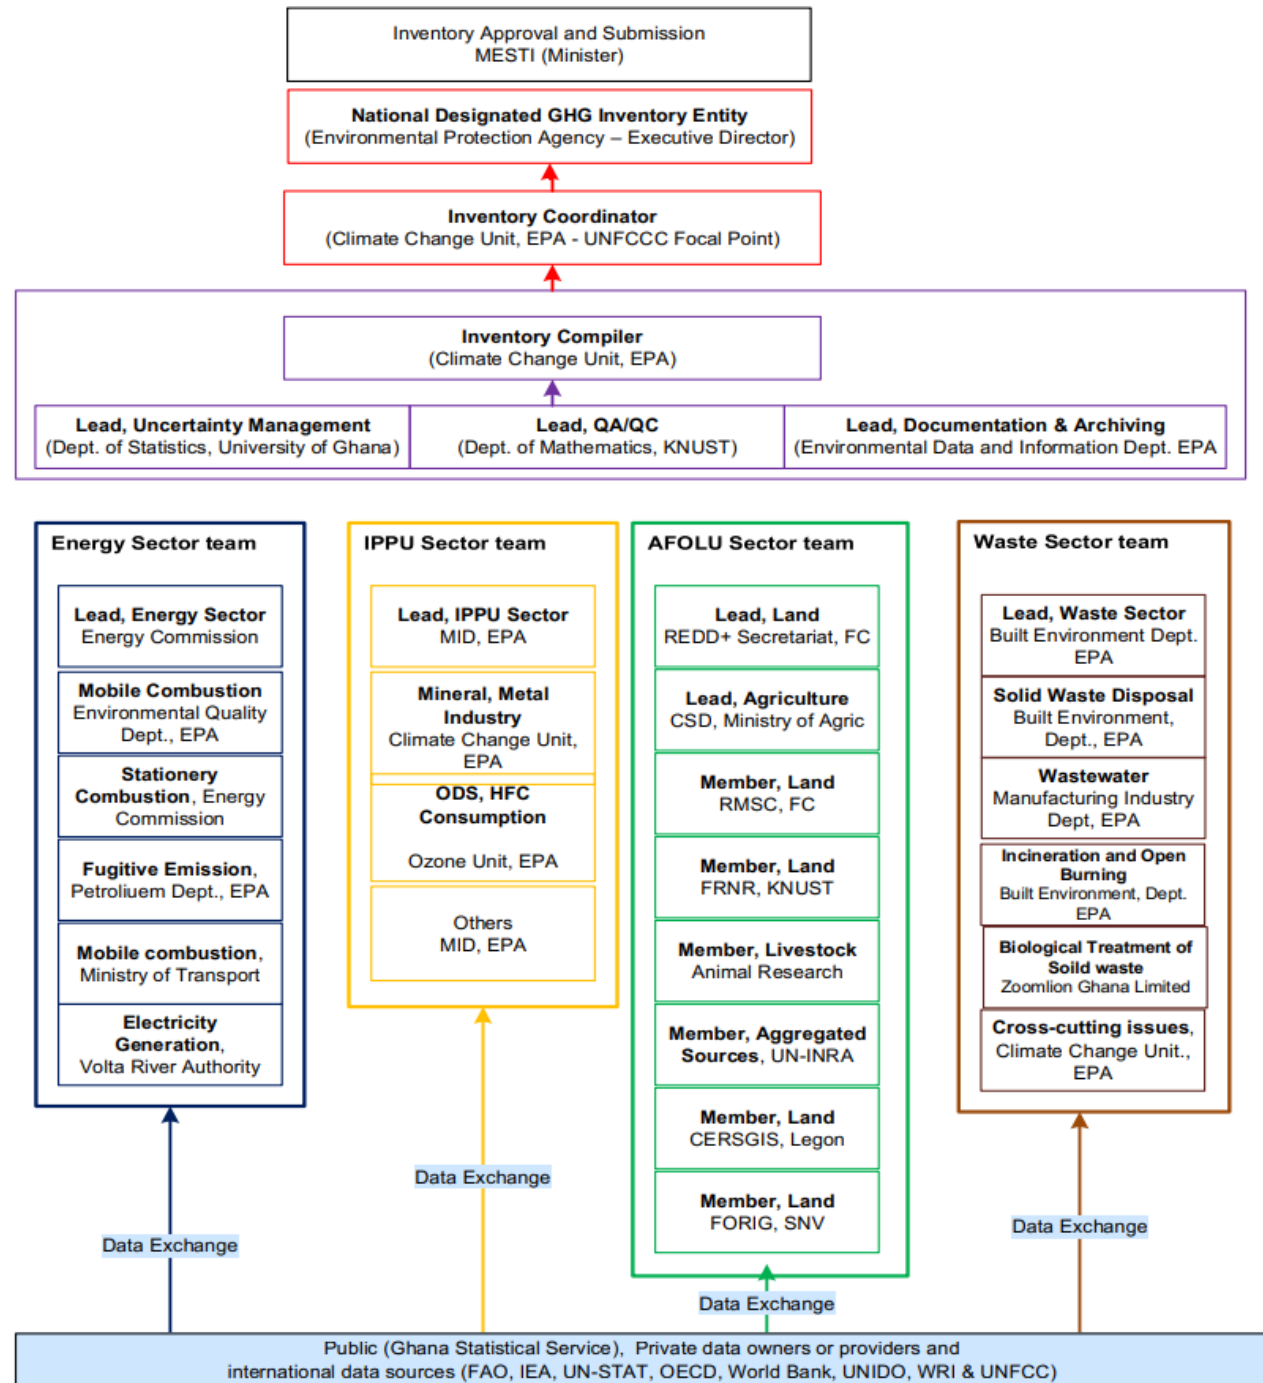 Inventory Approval and Submission
MESTI (Minister)
National Designated GHG Inventory Entity
(Environmental Protection Agency – Executive Director)
Inventory Coordinator
(Climate Change Unit, EPA - UNFCCC Focal Point)
Inventory Compiler
(Climate Change Unit, EPA)
Lead, Uncertainty Management
(Dept. of Statistics, University of Ghana)
Lead, QA/QC
(Dept. of Mathematics, KNUST)
Lead, Documentation & Archiving
(Environmental Data and Information Dept. EPA
Energy Sector team
Lead, Energy Sector
Energy Commission
Mobile Combustion
Environmental Quality
Dept., EPA
Stationery
Combustion, Energy
Commission
Fugitive Emission,
Petroliuem Dept., EPA
Mobile combustion,
Ministry of Transport
Electricity
Generation,
Volta River Authority
Data Exchange
IPPU Sector team
Lead, IPPU Sector
MID, EPA
Mineral, Metal
Industry
Climate Change Unit,
EPA
ODS, HFC
Consumption
Ozone Unit, EPA
Others
MID, EPA
Data Exchange
AFOLU Sector team
Lead, Land
REDD+ Secretariat, FC
Lead, Agriculture
CSD, Ministry of Agric
Member, Land
RMSC, FC
Member, Land
FRNR, KNUST
Member, Livestock
Animal Research
Member, Aggregated
Sources, UN-INRA
Member, Land
CERSGIS, Legon
Member, Land
FORIG, SNV
Data Exchange
Waste Sector team
Lead, Waste Sector
Built Environment Dept.
EPA
Solid Waste Disposal
Built Environment,
Dept., EPA
Wastewater
Manufacturing Industry
Dept, EPA
Incineration and Open
Burning
Built Environment, Dept.
EPA
Biological Treatment of
Soild waste
Zoomlion Ghana Limited
Cross-cutting issues,
Climate Change Unit.,
EPA
Data Exchange
Public (Ghana Statistical Service), Private data owners or providers and
international data sources (FAO, IEA, UN-STAT, OECD, World Bank, UNIDO, WRI & UNFCC)